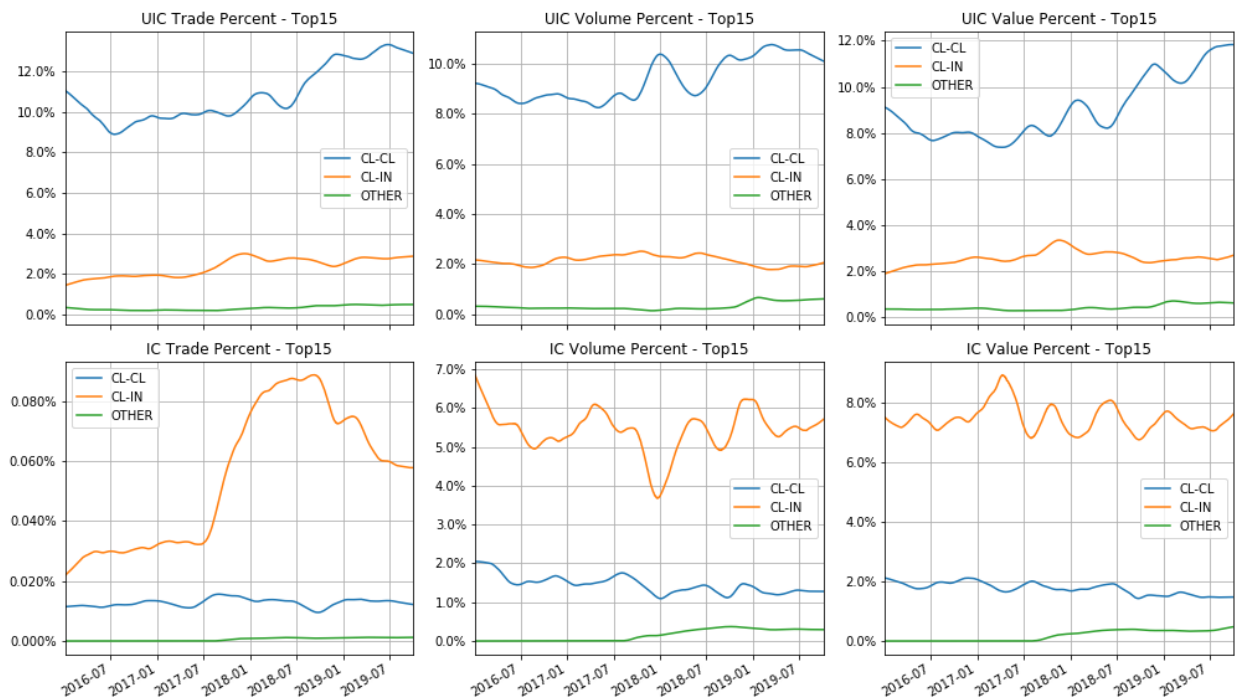 UIC Trade Percent - Top15
12.0%
10.0%
8.0%
6.0%
4.0%
2.0%
0.0%
CL-CL
CL-IN
OTHER
UIC Volume Percent - Top15
10.0%
8.0%
6.0%
4.0%
2.0%
0.0%
CL-CL
CL-IN
OTHER
UIC Value Percent - Top15
12.0%
10.0%
8.0%
6.0%
4.0%
2.0%
0.0%
CL-CL
CL-IN
OTHER
IC Trade Percent - Top15
0.080%
0.060%
0.040%
0.020%
0.000%
CL-CL
CL-IN
OTHER
2016-07
2017-01
2017-07
2018-01
2018-07
2019-01
2019-07
IC Volume Percent - Top15
7.0%
6.0%
5.0%
4.0%
3.0%
2.0%
1.0%
0.0%
CL-CL
CL-IN
OTHER
2016-07
2017-01
2017-07
2018-01
2018-07
2019-01
2019-07
IC Value Percent - Top15
8.0%
6.0%
4.0%
2.0%
0.0%
CL-CL
CL-IN
OTHER
2016-07
2017-01
2017-07
2018-01
2018-07
2019-01
2019-07